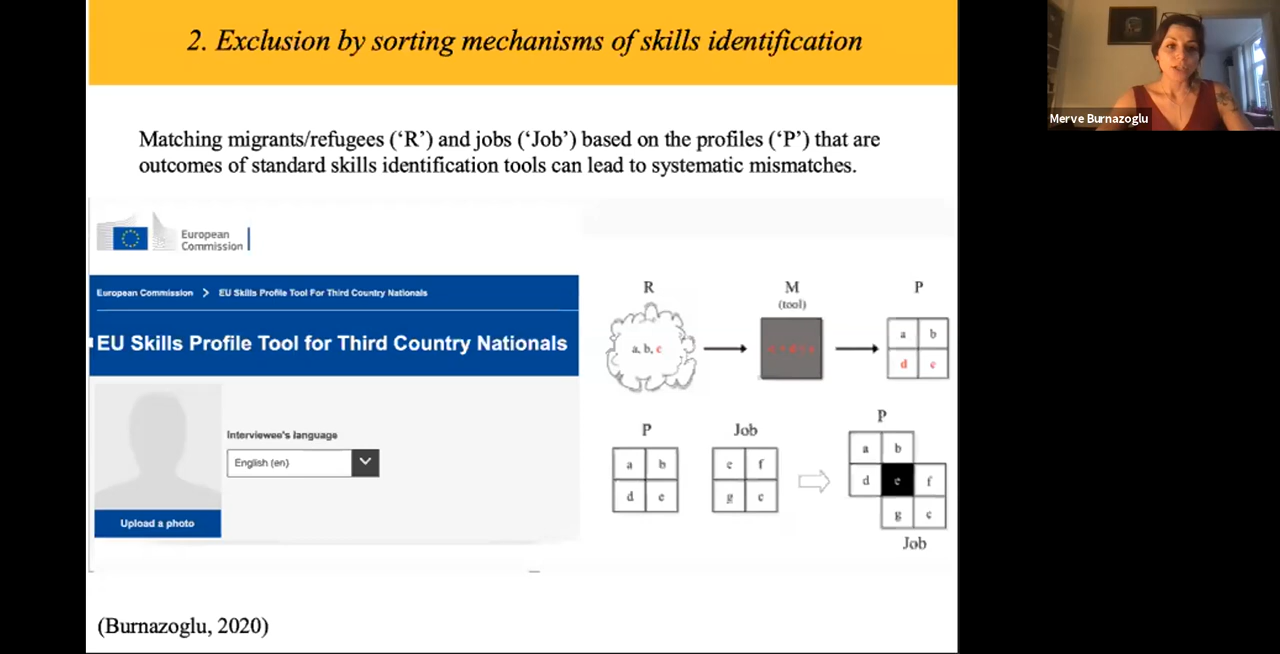 2. Exclusion by sorting mechanisms of skills identification
Merve Burnazoglu
Matching migrants/refugees (‘R’) and jobs (‘Job’) based on the profiles (‘P’) that are
outcomes of standard skills identification tools can lead to systematic mismatches.
European
Commission
European Commission > EU Skills Profile Tool For Third Country Nationals
EU Skills Profile Tool for Third Country Nationals
Interviewee's language
English (en)
Upload a photo
R M P
(tool)
a, b, c
a b
d e
P Job
a b
d e
e f
g c
P
a b
d e f
g c
Job
(Burnazoglu, 2020)